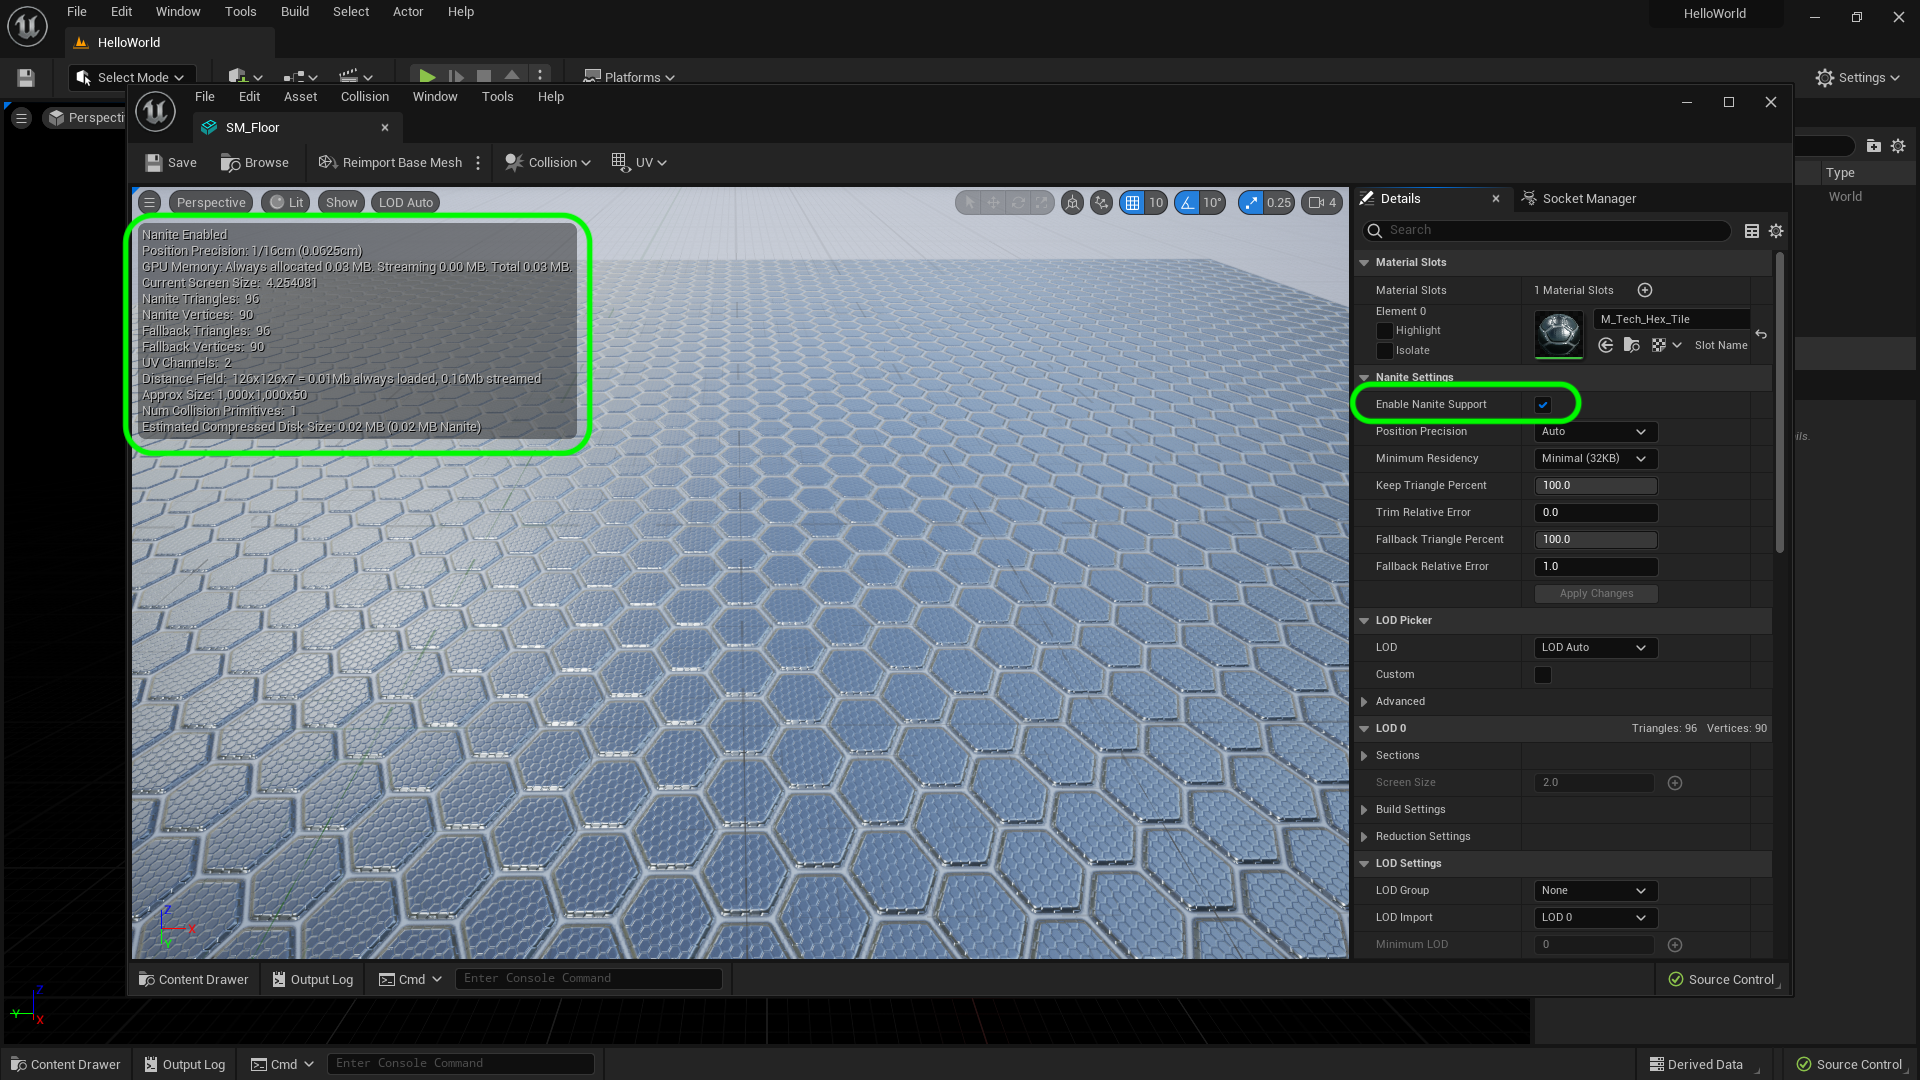 File Edit Window Tools Build Select Actor Help
HelloWorld
HelloWorld
Select Mode
Platforms
Settings
Perspecti
File Edit Asset Collision Window Tools Help
SM_Floor
Save Browse Reimport Base Mesh Collision UV
Perspective Lit Show LOD Auto
10 10° 0.25 4
Nanite Enabled
Position Precision: 1/16cm (0.0625cm)
GPU Memory: Always allocated 0.03 MB. Streaming 0.00 MB. Total 0.03 MB.
Current Screen Size: 4.254081
Nanite Triangles: 96
Nanite Vertices: 90
Fallback Triangles: 96
Fallback Vertices: 90
UV Channels: 2
Distance Field: 126x126x7 = 0.01Mb always loaded, 0.16Mb streamed
Approx Size: 1,000x1,000x50
Num Collision Primitives: 1
Estimated Compressed Disk Size: 0.02 MB (0.02 MB Nanite)
Z
X
Y
Details Socket Manager
Search
Material Slots
Material Slots 1 Material Slots
Element 0
Highlight
Isolate
M_Tech_Hex_Tile
Slot Name
Nanite Settings
Enable Nanite Support
Position Precision Auto
Minimum Residency Minimal (32KB)
Keep Triangle Percent 100.0
Trim Relative Error 0.0
Fallback Triangle Percent 100.0
Fallback Relative Error 1.0
Apply Changes
LOD Picker
LOD LOD Auto
Custom
Advanced
LOD 0 Triangles: 96 Vertices: 90
Sections
Screen Size 2.0
Build Settings
Reduction Settings
LOD Settings
LOD Group None
LOD Import LOD 0
Minimum LOD 0
Type
World
ils.
Content Drawer Output Log Cmd Enter Console Command Source Control
Z
Y
X
Content Drawer Output Log Cmd Enter Console Command Derived Data Source Control